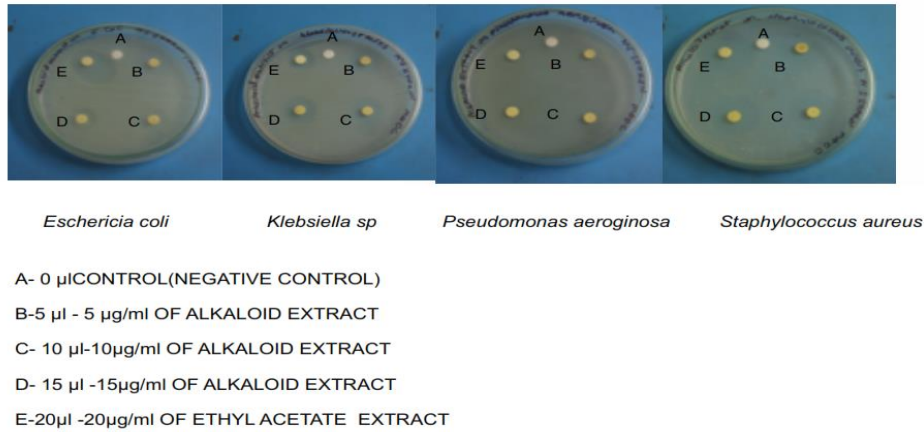 A A A A
E B E B E B E B
D C D C D C D C
Eschericia coli Klebsiella sp Pseudomonas aeroginosa Staphylococcus aureus
A- 0 µlCONTROL(NEGATIVE CONTROL)
B-5 µl - 5 µg/ml OF ALKALOID EXTRACT
C- 10 µl-10µg/ml OF ALKALOID EXTRACT
D- 15 µl -15µg/ml OF ALKALOID EXTRACT
E-20µl -20µg/ml OF ETHYL ACETATE EXTRACT